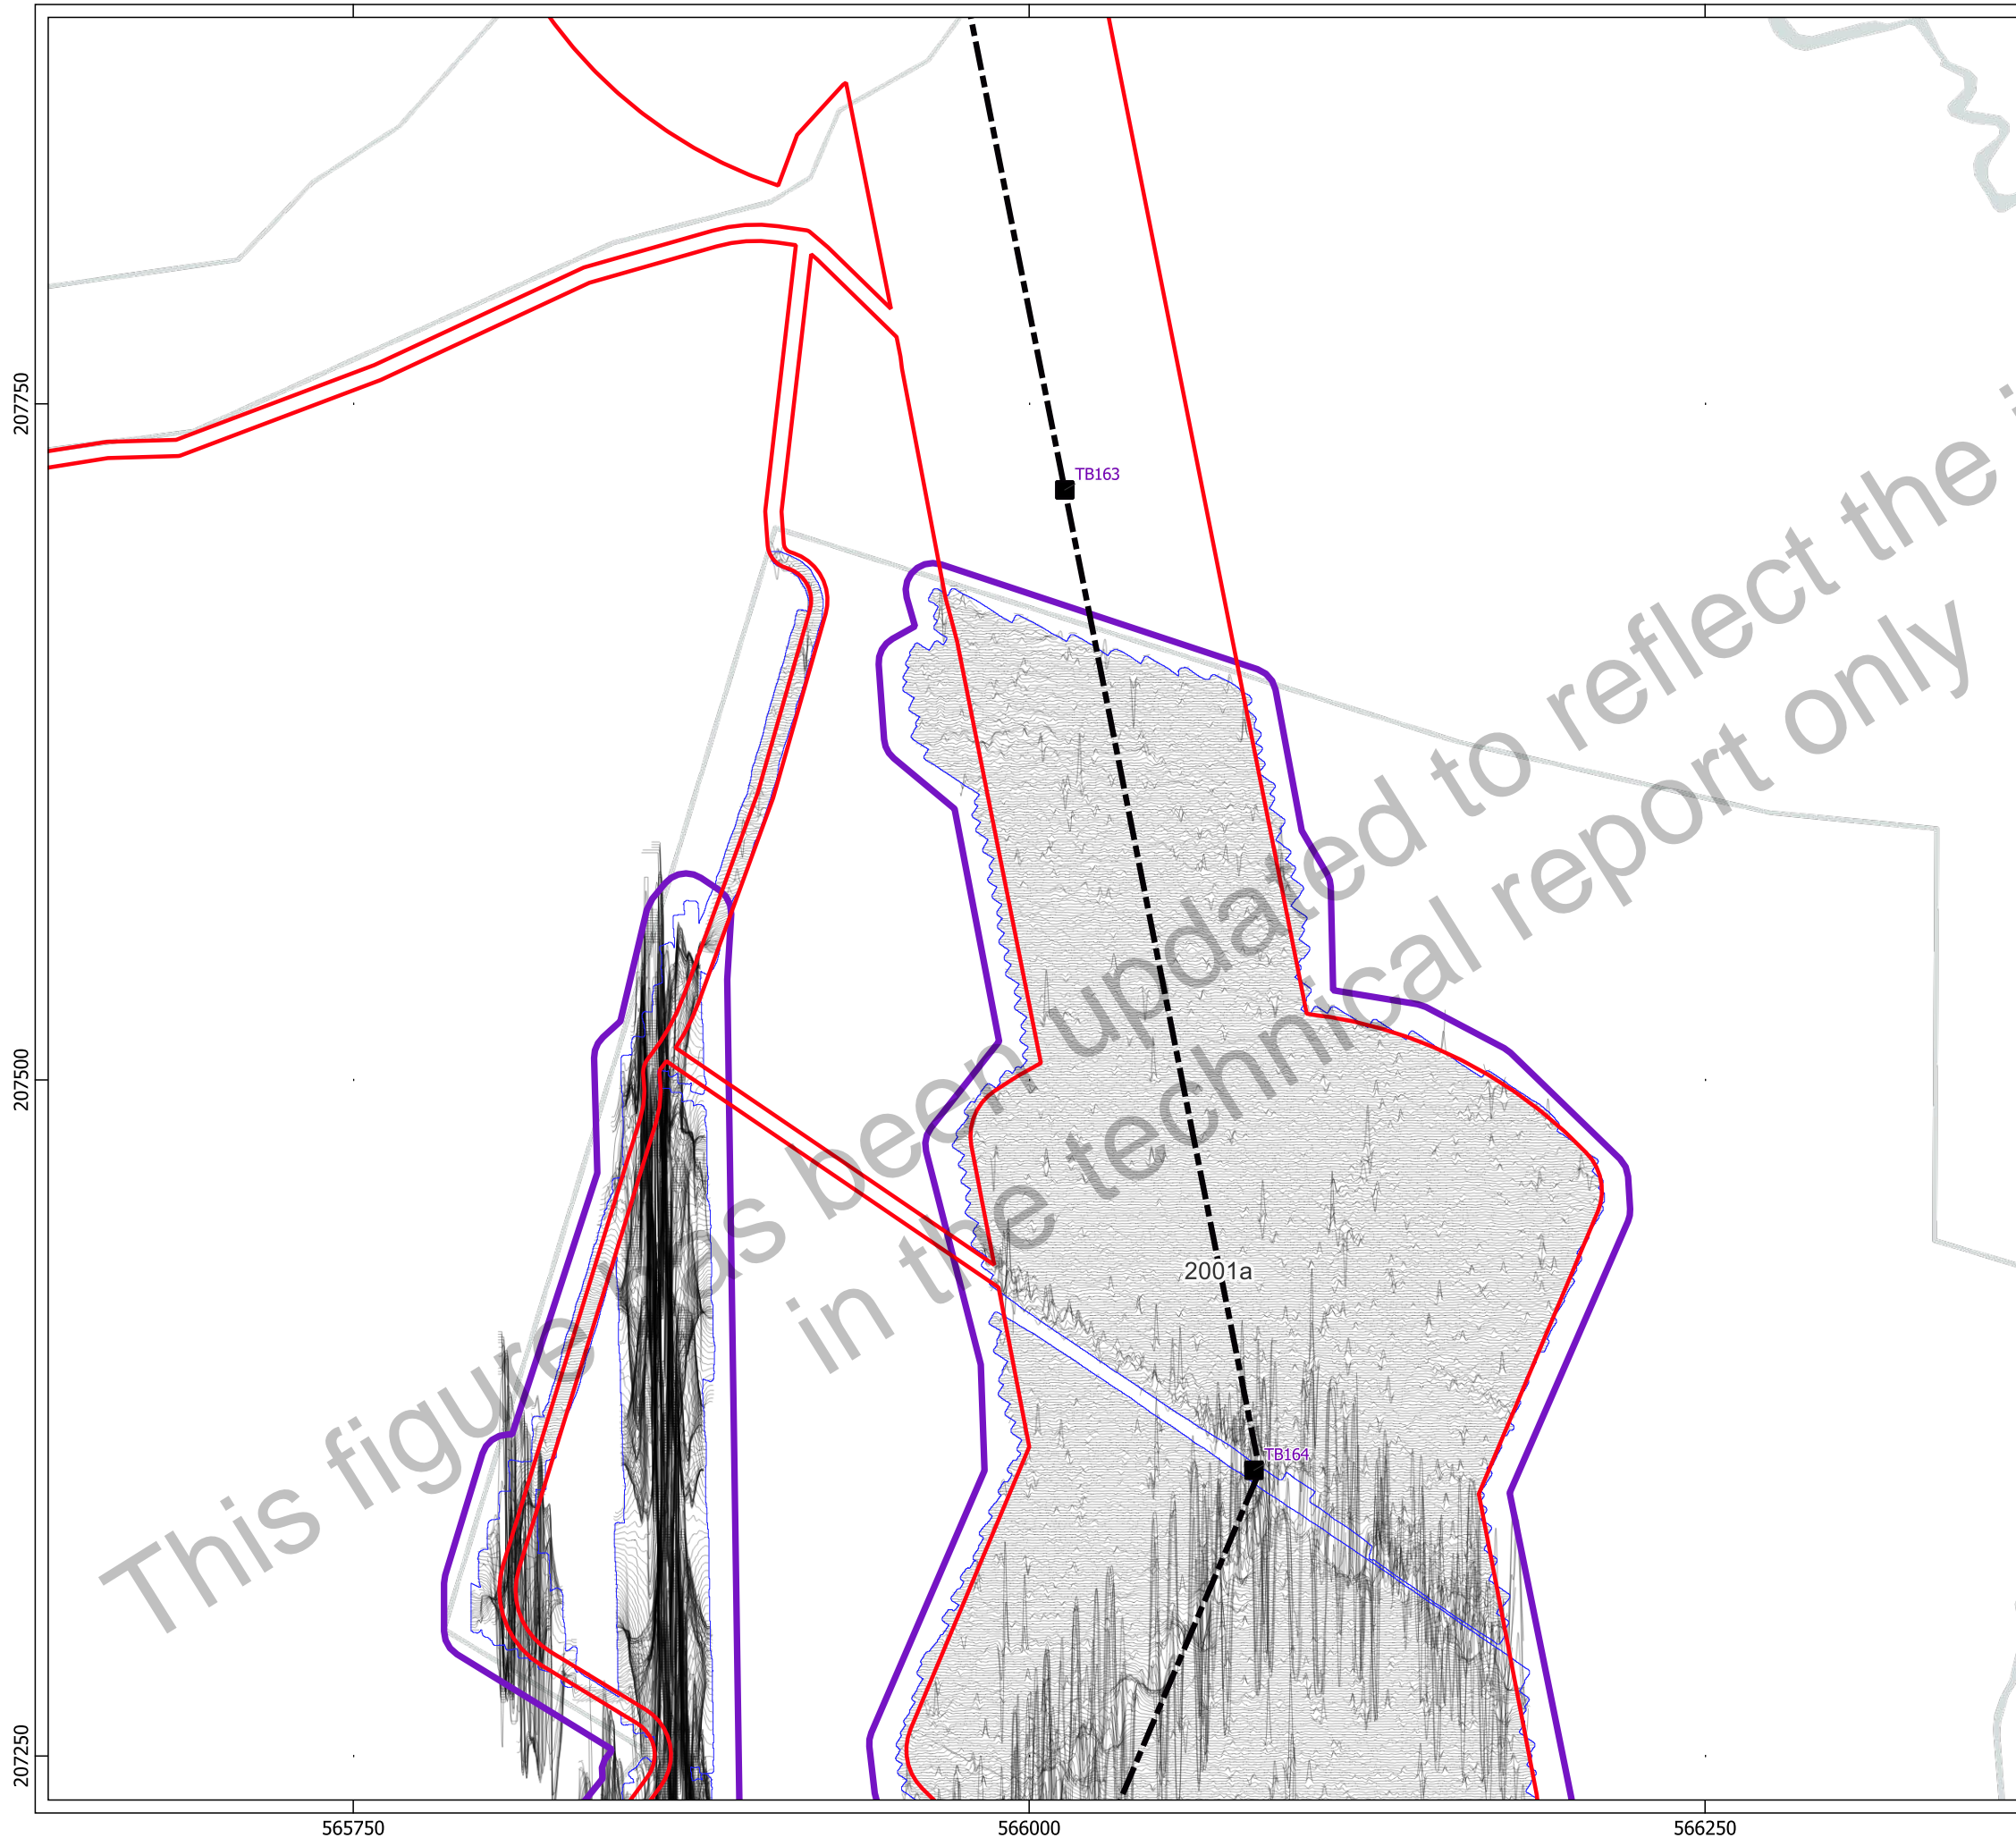 207750
TB163
This figure has been updated to reflect the
in the technical report only
207500
2001a
TB164
207250
565750
566000
566250